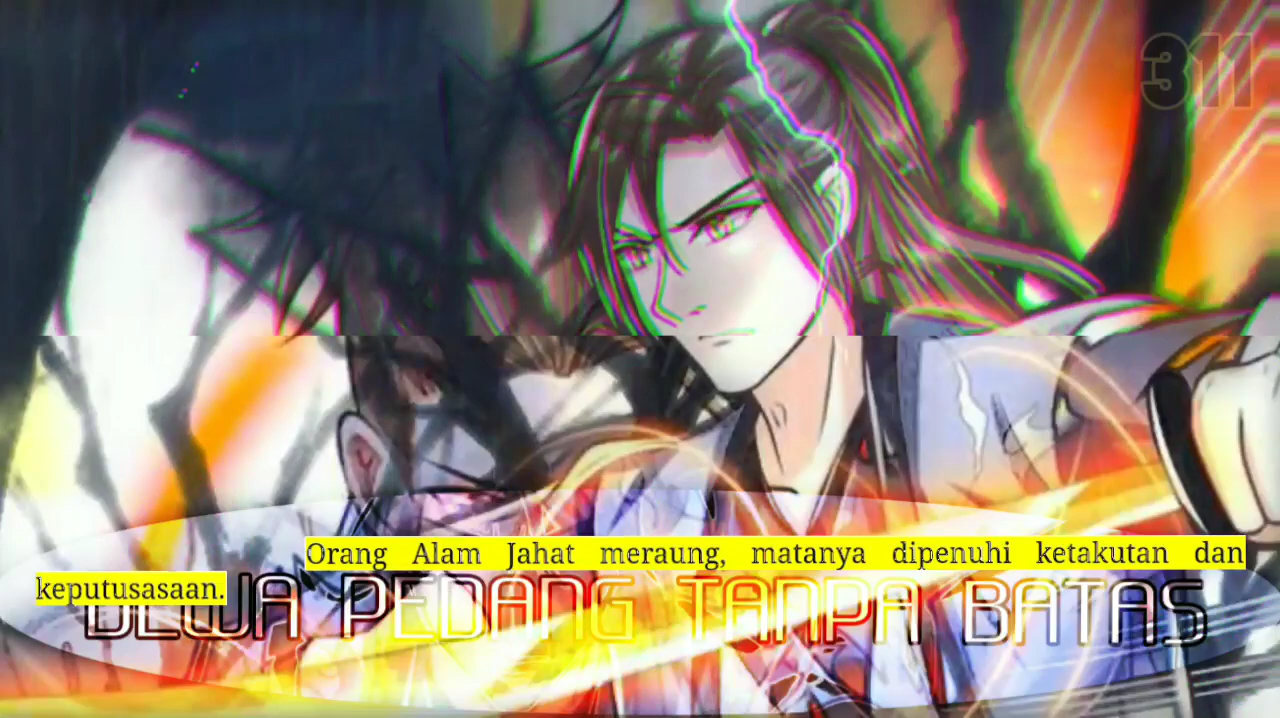 311
Orang Alam Jahat meraung, matanya dipenuhi ketakutan dan
keputusasaan.
DEWA PEDANG TANPA BATAS